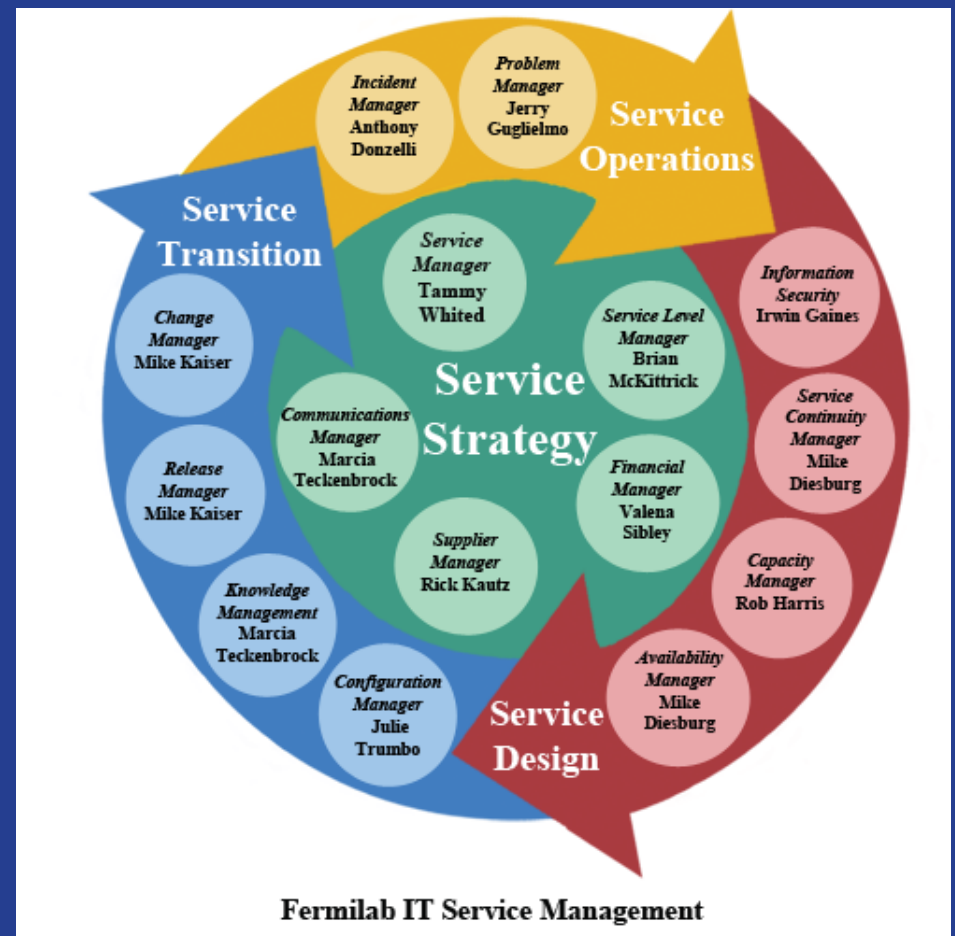 Incident
Manager
Anthony
Donzelli
Problem
Manager
Jerry
Guglielmo
Service
Operations
Service
Transition
Change
Manager
Mike Kaiser
Release
Manager
Mike Kaiser
Knowledge
Management
Marcia
Teckenbrock
Configuration
Manager
Julie
Trumbo
Service
Manager
Tammy
Whited
Service Level
Manager
Brian
McKittrick
Service
Strategy
Communications
Manager
Marcia
Teckenbrock
Financial
Manager
Valena
Sibley
Supplier
Manager
Rick Kautz
Information
Security
Irwin Gaines
Service
Continuity
Manager
Mike
Diesburg
Capacity
Manager
Rob Harris
Availability
Manager
Mike
Diesburg
Service
Design
Fermilab IT Service Management